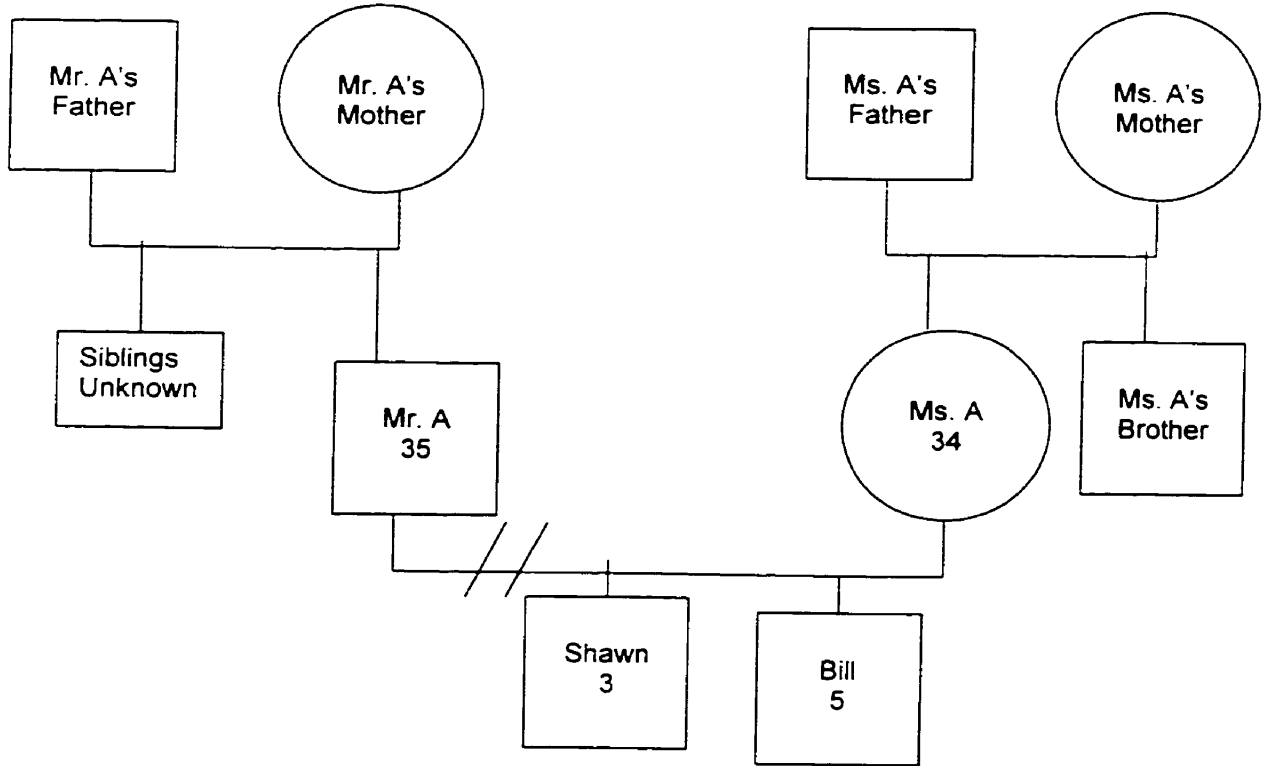 Mr. A's
Father
Mr. A's
Mother
Ms. A's
Father
Ms. A's
Mother
Siblings
Unknown
Mr. A
35
Ms. A
34
Ms. A's
Brother
Shawn
3
Bill
5